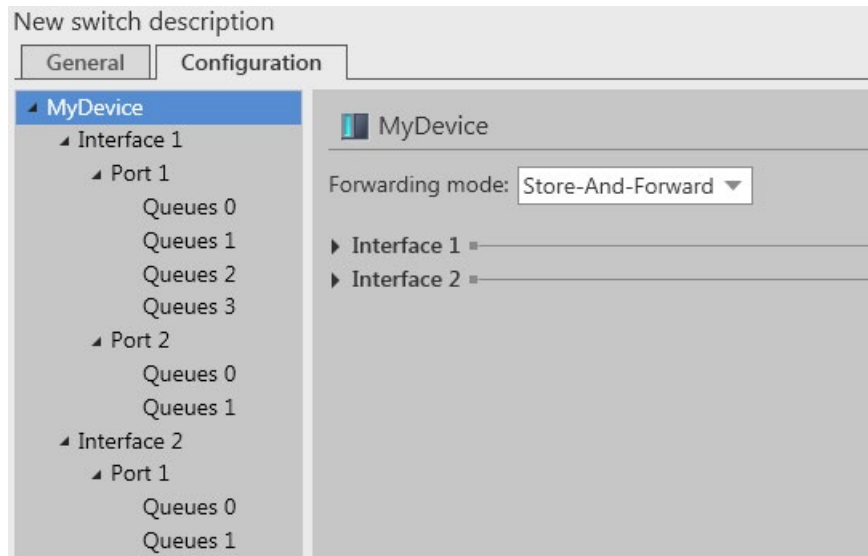 New switch description
General
Configuration
MyDevice
Interface 1
Port 1
Queues 0
Queues 1
Queues 2
Queues 3
Port 2
Queues 0
Queues 1
Interface 2
Port 1
Queues 0
Queues 1
MyDevice
Forwarding mode: Store-And-Forward
Interface 1
Interface 2